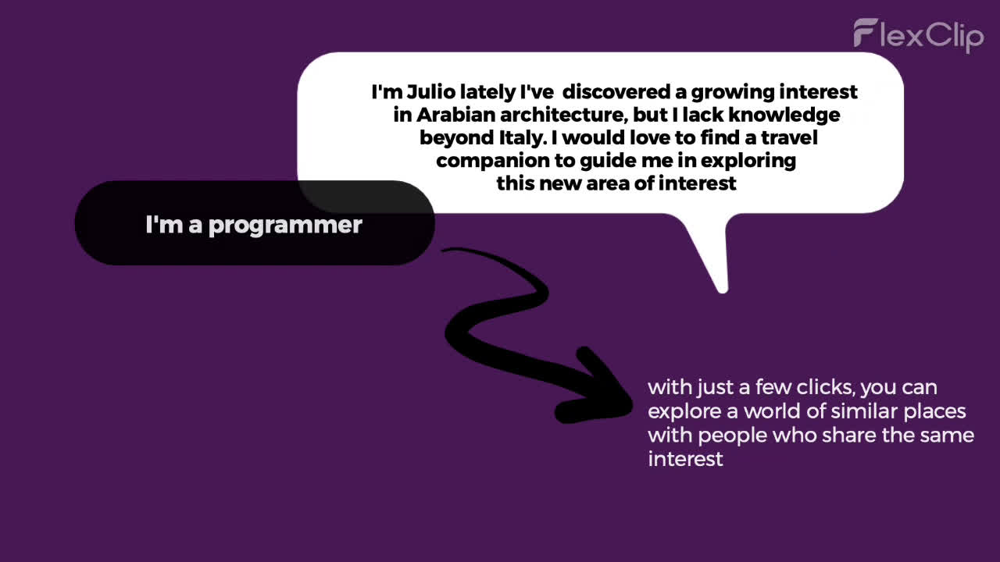 FlexClip
I'm Julio lately I've  discovered a growing interest
in Arabian architecture, but I lack knowledge
beyond Italy. I would love to find a travel
companion to guide me in exploring
this new area of interest
I'm a programmer
with just a few clicks, you can
explore a world of similar places
with people who share the same
interest